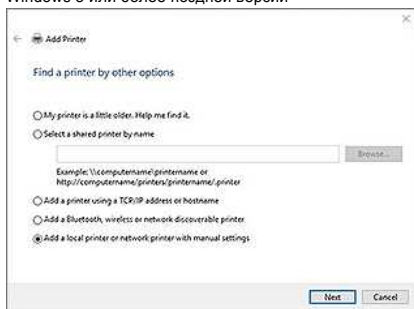 Windows 8 или более поздней версии
Add Printer
Find a printer by other options
My printer is a little older. Help me find it.
Select a shared printer by name
Browse...
Example: \\computername\printername or
http://computername/printers/printername/.printer
Add a printer using a TCP/IP address or hostname
Add a Bluetooth, wireless or network discoverable printer
Add a local printer or network printer with manual settings
Next
Cancel